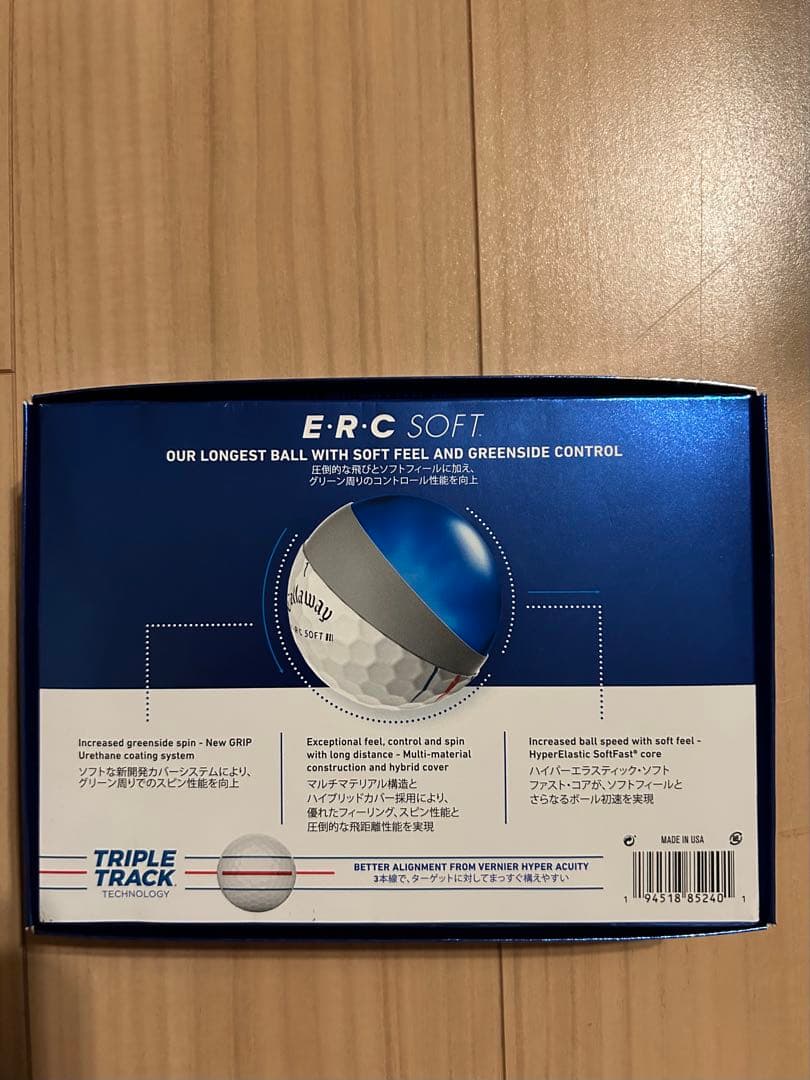 E·R·C SOFT™
OUR LONGEST BALL WITH SOFT FEEL AND GREENSIDE CONTROL
圧倒的な飛びとソフトフィールに加え、
グリーン周りのコントロール性能を向上
Callaway
E·R·C SOFT
Increased greenside spin - New GRIP
Urethane coating system
ソフトな新開発カバーシステムにより、
グリーン周りでのスピン性能を向上
Exceptional feel, control and spin
with long distance - Multi-material
construction and hybrid cover
マルチマテリアル構造と
ハイブリッドカバー採用により、
優れたフィーリング、スピン性能と
圧倒的な飛距離性能を実現
Increased ball speed with soft feel -
HyperElastic SoftFast® core
ハイパーエラスティック・ソフト
ファスト・コアが、ソフトフィールと
さらなるボール初速を実現
TRIPLE
TRACK™
TECHNOLOGY
BETTER ALIGNMENT FROM VERNIER HYPER ACUITY
3本線で、ターゲットに対してまっすぐ構えやすい
MADE IN USA
1 94518 85240 1